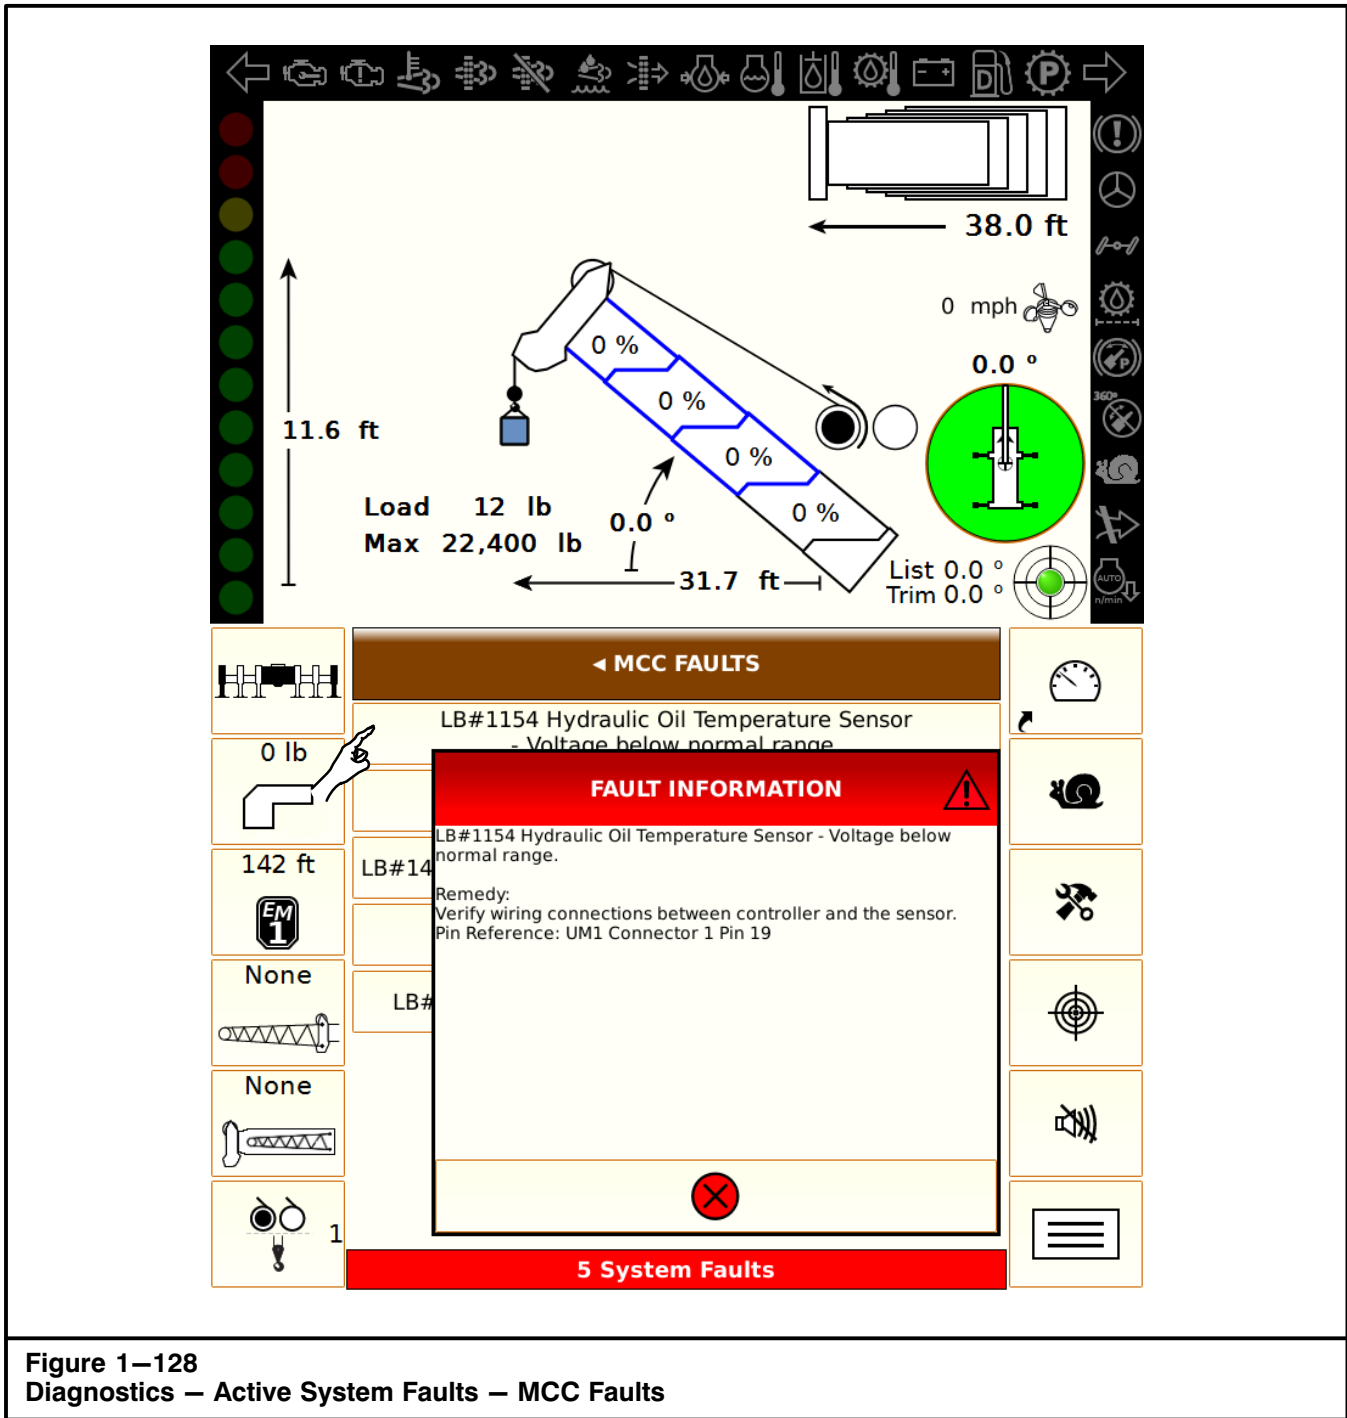 38.0 ft
0 mph
0.0 °
360°
P
P
D
0 %
0 %
0 %
0 %
11.6 ft
Load 12 lb
Max 22,400 lb
0.0 °
31.7 ft
List 0.0 °
Trim 0.0 °
AUTO
n/min
◄ MCC FAULTS
LB#1154 Hydraulic Oil Temperature Sensor
- Voltage below normal range
0 lb
FAULT INFORMATION
LB#1154 Hydraulic Oil Temperature Sensor - Voltage below
normal range.
Remedy:
Verify wiring connections between controller and the sensor.
Pin Reference: UM1 Connector 1 Pin 19
142 ft
EM
1
LB#14
None
LB#
None
1
5 System Faults
Figure 1–128
Diagnostics – Active System Faults – MCC Faults